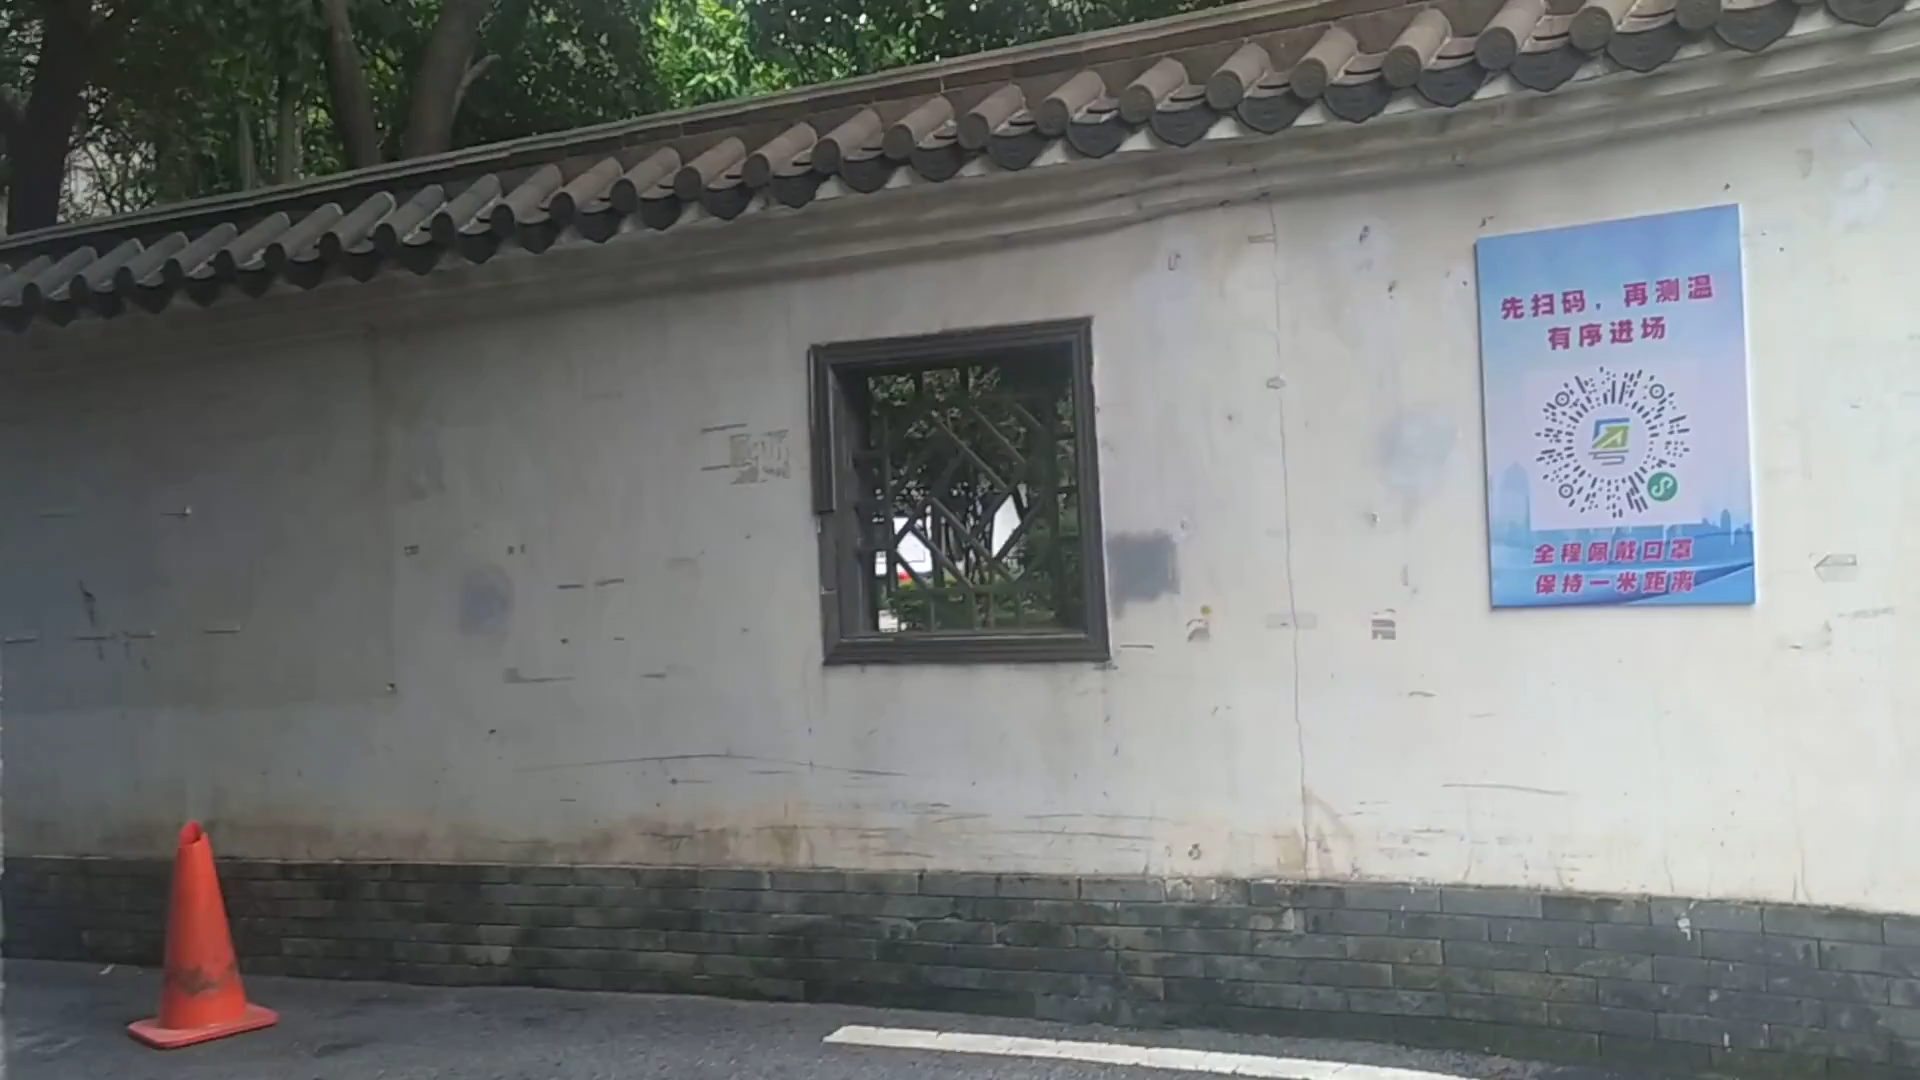 先扫码，再测温
有序进场
全程佩戴口罩
保持一米距离